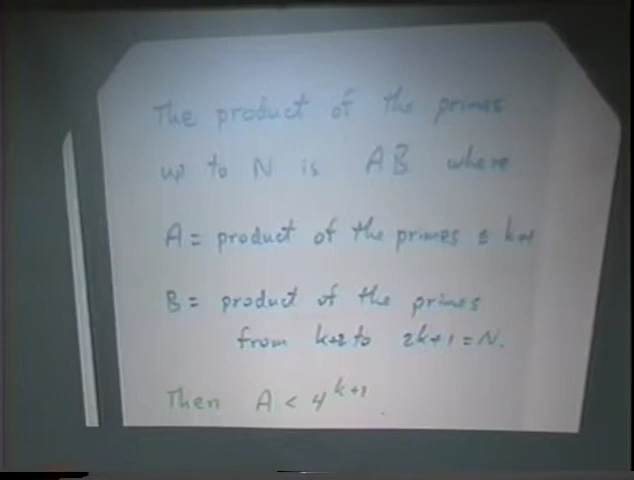 The product of the primes
up to N is AB where
A = product of the primes ≤ k+1
B = product of the primes
from k+2 to 2k+1 = N.
Then A < 4^{k+1}.